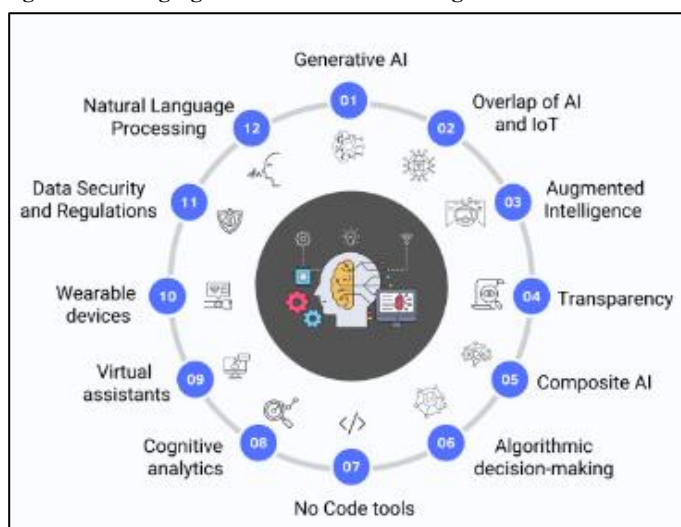 01
Generative AI
02
Overlap of AI
and IoT
03
Augmented
Intelligence
04
Transparency
05
Composite AI
06
Algorithmic
decision-making
07
No Code tools
08
Cognitive
analytics
09
Virtual
assistants
10
Wearable
devices
11
Data Security
and Regulations
12
Natural Language
Processing